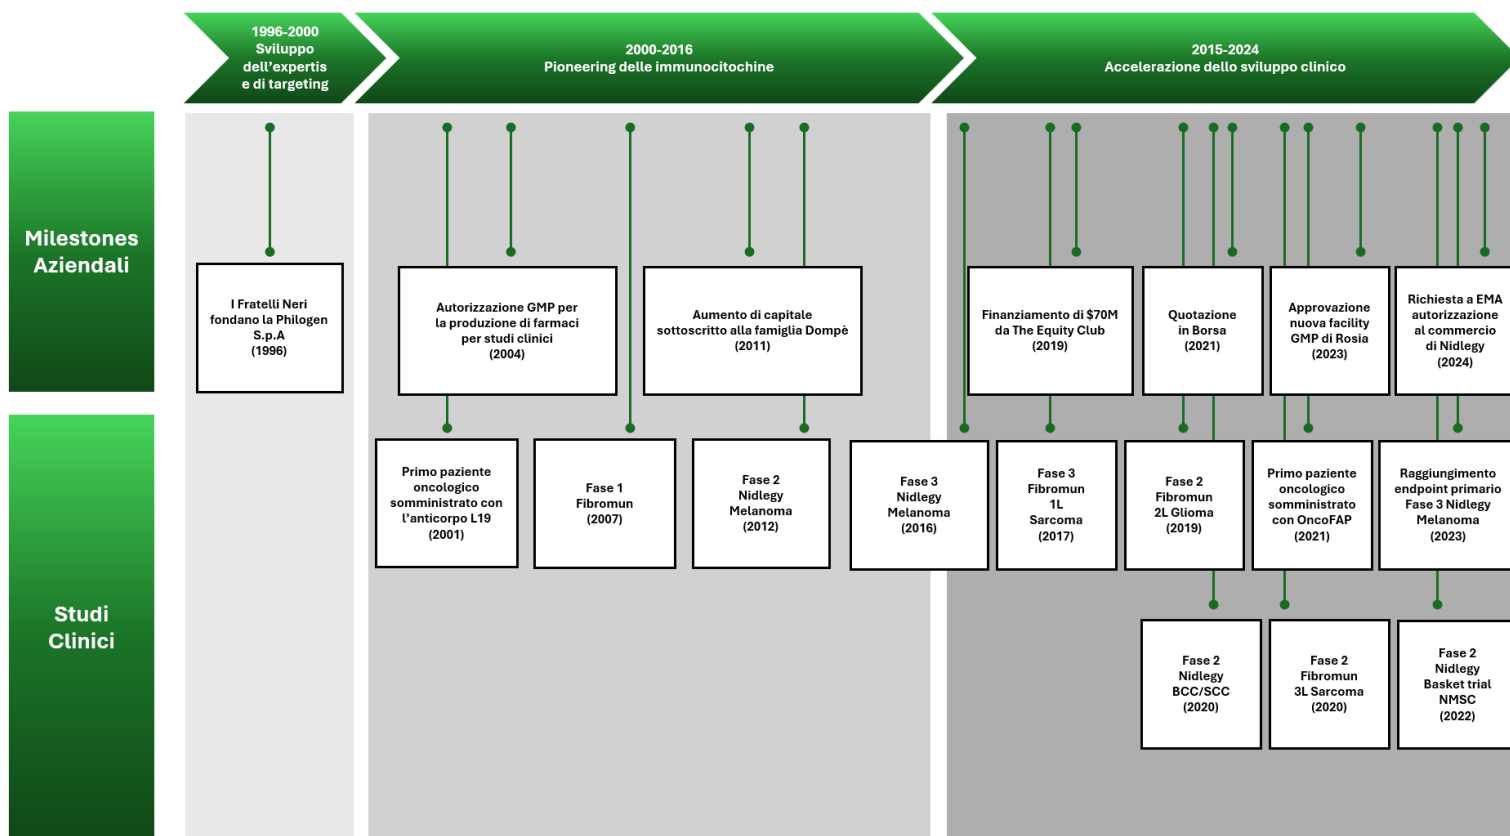 1996-2000
Sviluppo
dell'expertis
e di targeting
2000-2016
Pioneering delle immunocitochine
2015-2024
Accelerazione dello sviluppo clinico
Milestones
Aziendali
I Fratelli Neri
fondano la Philogen
S.p.A
(1996)
Autorizzazione GMP per
la produzione di farmaci
per studi clinici
(2004)
Aumento di capitale
sottoscritto alla famiglia Dompè
(2011)
Finanziamento di $70M
da The Equity Club
(2019)
Quotazione
in Borsa
(2021)
Approvazione
nuova facility
GMP di Rosia
(2023)
Richiesta a EMA
autorizzazione
al commercio
di Nidlegy
(2024)
Studi
Clinici
Primo paziente
oncologico
somministrato con
l'anticorpo L19
(2001)
Fase 1
Fibromun
(2007)
Fase 2
Nidlegy
Melanoma
(2012)
Fase 3
Nidlegy
Melanoma
(2016)
Fase 3
Fibromun
1L
Sarcoma
(2017)
Fase 2
Fibromun
2L Glioma
(2019)
Primo paziente
oncologico
somministrato
con OncoFAP
(2021)
Raggiungimento
endpoint primario
Fase 3 Nidlegy
Melanoma
(2023)
Fase 2
Nidlegy
BCC/SCC
(2020)
Fase 2
Fibromun
3L Sarcoma
(2020)
Fase 2
Nidlegy
Basket trial
NMSC
(2022)